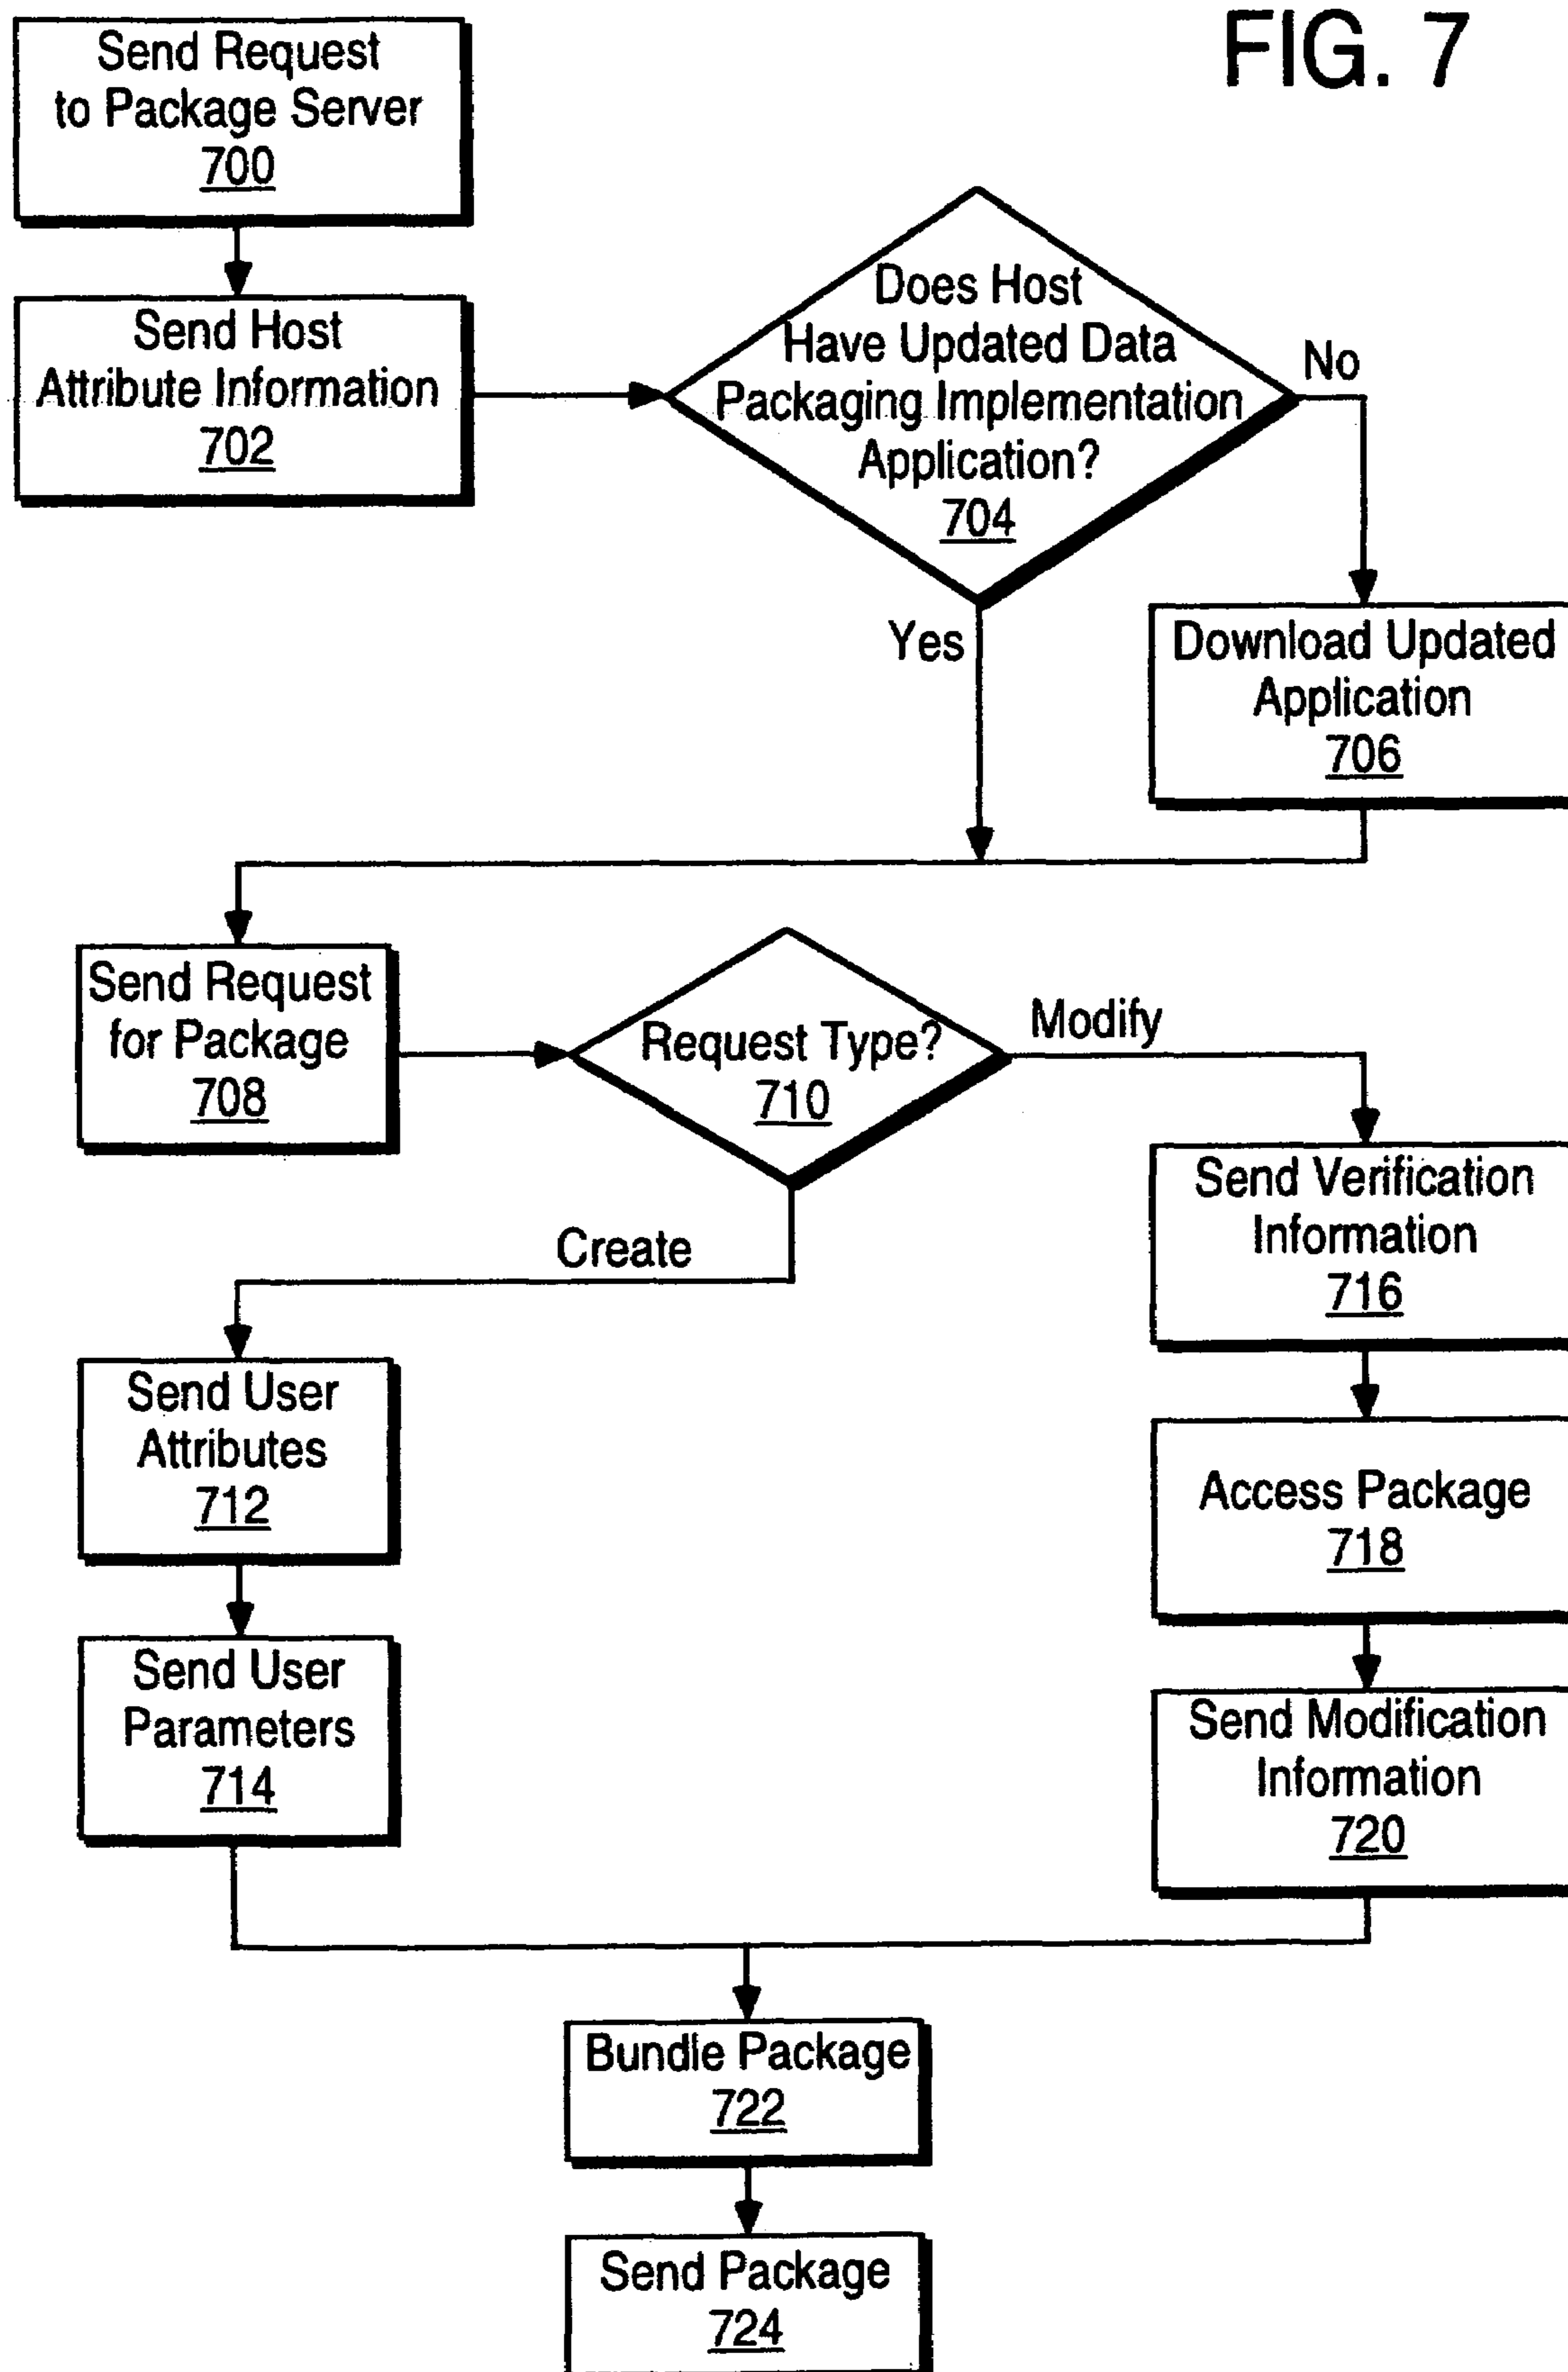 FIG. 7
Send Request
to Package Server
700
Send Host
Attribute Information
702
Does Host
Have Updated Data
Packaging Implementation
Application?
704
No
Yes
Download Updated
Application
706
Send Request
for Package
708
Request Type?
710
Modify
Create
Send Verification
Information
716
Send User
Attributes
712
Access Package
718
Send User
Parameters
714
Send Modification
Information
720
Bundle Package
722
Send Package
724